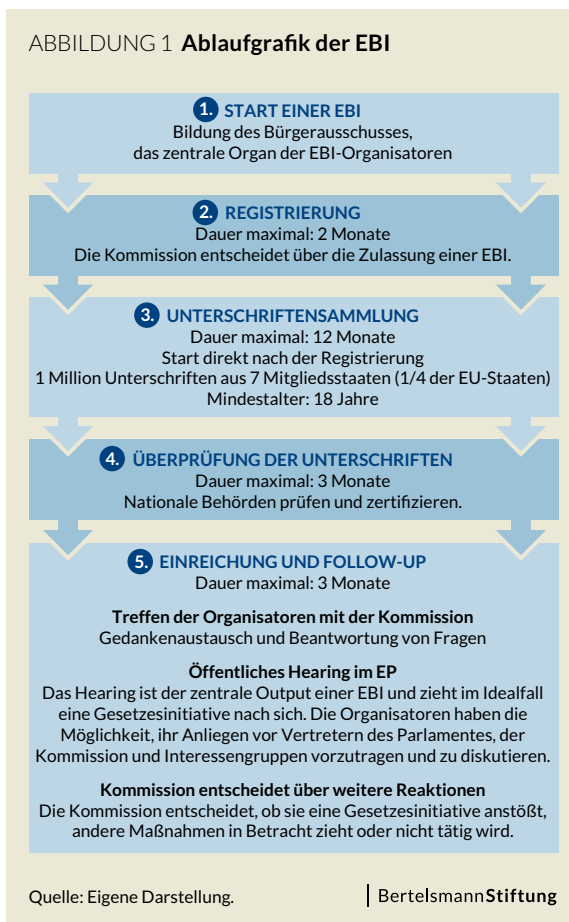 ABBILDUNG 1 Ablaufgrafik der EBI
1. START EINER EBI
Bildung des Bürgerausschusses,
das zentrale Organ der EBI-Organisatoren
2. REGISTRIERUNG
Dauer maximal: 2 Monate
Die Kommission entscheidet über die Zulassung einer EBI.
3. UNTERSCHRIFTENSAMMLUNG
Dauer maximal: 12 Monate
Start direkt nach der Registrierung
1 Million Unterschriften aus 7 Mitgliedsstaaten (1/4 der EU-Staaten)
Mindestalter: 18 Jahre
4. ÜBERPRÜFUNG DER UNTERSCHRIFTEN
Dauer maximal: 3 Monate
Nationale Behörden prüfen und zertifizieren.
5. EINREICHUNG UND FOLLOW-UP
Dauer maximal: 3 Monate
Treffen der Organisatoren mit der Kommission
Gedankenaustausch und Beantwortung von Fragen
Öffentliches Hearing im EP
Das Hearing ist der zentrale Output einer EBI und zieht im Idealfall
eine Gesetzesinitiative nach sich. Die Organisatoren haben die
Möglichkeit, ihr Anliegen vor Vertretern des Parlamentes, der
Kommission und Interessengruppen vorzutragen und zu diskutieren.
Kommission entscheidet über weitere Reaktionen
Die Kommission entscheidet, ob sie eine Gesetzesinitiative anstößt,
andere Maßnahmen in Betracht zieht oder nicht tätig wird.
Quelle: Eigene Darstellung.
BertelsmannStiftung